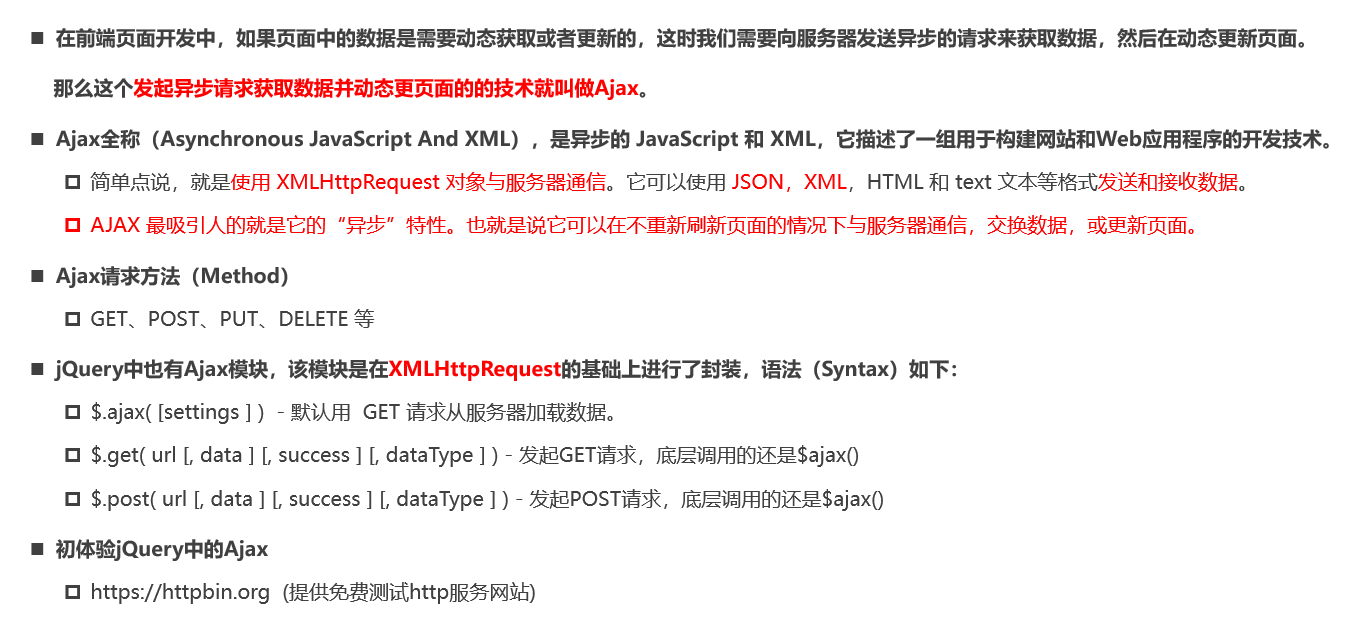 在前端页面开发中，如果页面中的数据是需要动态获取或者更新的，这时我们需要向服务器发送异步的请求来获取数据，然后在动态更新页面。
那么这个发起异步请求获取数据并动态更页面的的技术就叫做Ajax。
Ajax全称（Asynchronous JavaScript And XML），是异步的 JavaScript 和 XML，它描述了一组用于构建网站和Web应用程序的开发技术。
简单点说，就是使用 XMLHttpRequest 对象与服务器通信。它可以使用 JSON，XML，HTML 和 text 文本等格式发送和接收数据。
AJAX 最吸引人的就是它的“异步”特性。也就是说它可以在不重新刷新页面的情况下与服务器通信，交换数据，或更新页面。
Ajax请求方法（Method）
GET、POST、PUT、DELETE 等
jQuery中也有Ajax模块，该模块是在XMLHttpRequest的基础上进行了封装，语法（Syntax）如下：
$.ajax( [settings ] ) - 默认用 GET 请求从服务器加载数据。
$.get( url [, data ] [, success ] [, dataType ] ) - 发起GET请求，底层调用的还是$ajax()
$.post( url [, data ] [, success ] [, dataType ] ) - 发起POST请求，底层调用的还是$ajax()
初体验jQuery中的Ajax
https://httpbin.org (提供免费测试http服务网站)